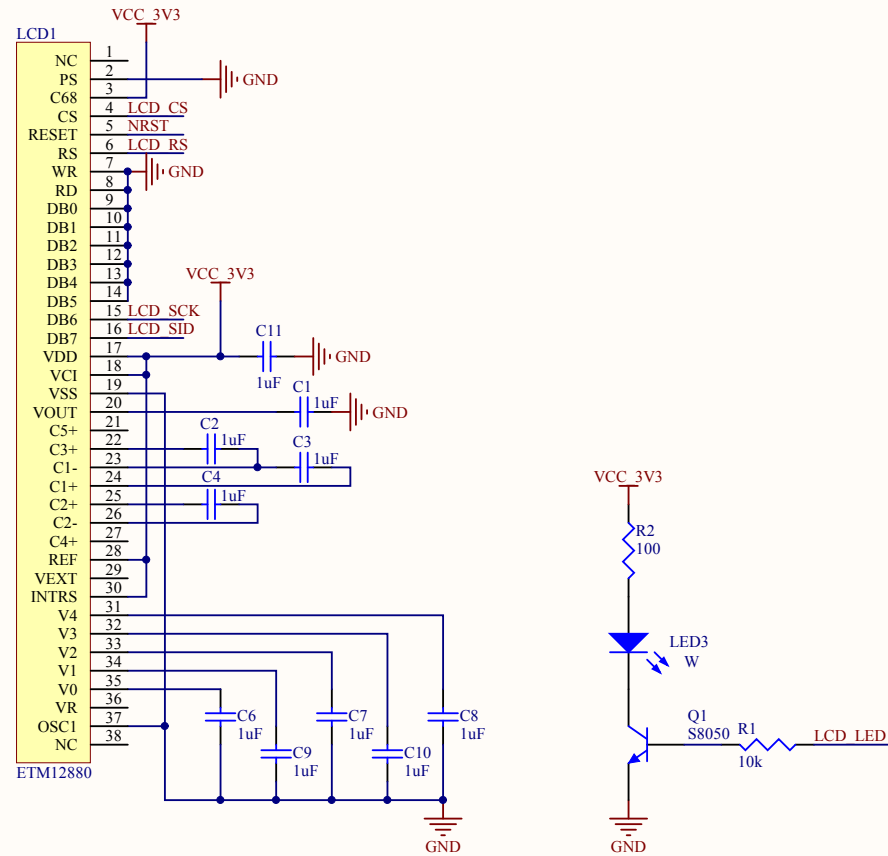 VCC_3V3
LCD1
NC 1
PS 2
GND
C68 3
CS 4 LCD_CS
RESET 5 NRST
RS 6 LCD_RS
WR 7
GND
RD 8
DB0 9
DB1 10
DB2 11
DB3 12
DB4 13
VCC_3V3
DB5 14
DB6 15 LCD_SCK
DB7 16 LCD_SID
C11
VDD 17
GND
VCI 18
1uF
VSS 19
C1
1uF
VOUT 20
GND
C5+ 21
C2
1uF
C3+ 22
C3
1uF
C1- 23
C1+ 24
C4
1uF
C2+ 25
C2- 26
C4+ 27
REF 28
VEXT 29
INTRS 30
V4 31
V3 32
V2 33
V1 34
V0 35
VR 36
OSC1 37
NC 38
ETM12880
C6
1uF
C7
1uF
C8
1uF
C9
1uF
C10
1uF
GND
VCC_3V3
R2
100
LED3
W
Q1
S8050
R1
10k
LCD_LED
GND